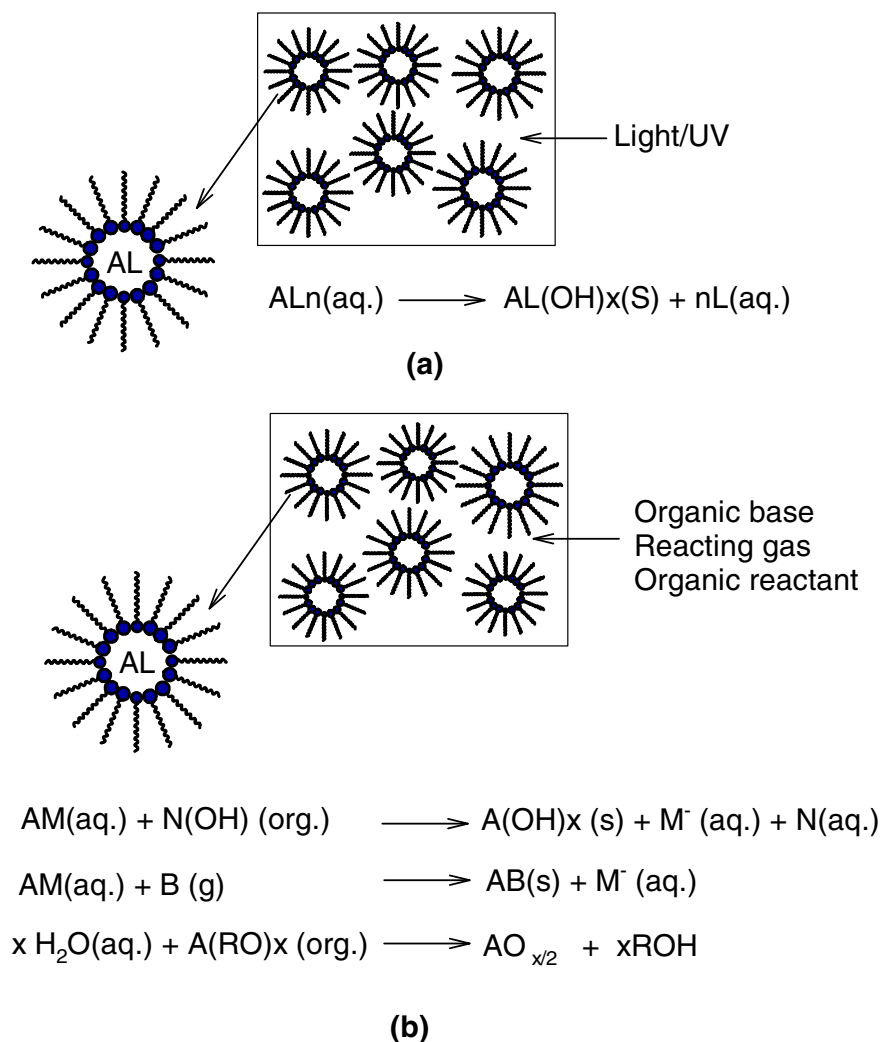 Light/UV
AL
ALn(aq.) ⟶ AL(OH)x(S) + nL(aq.)
(a)
Organic base
Reacting gas
Organic reactant
AL
AM(aq.) + N(OH) (org.) ⟶ A(OH)x (s) + M⁻ (aq.) + N(aq.)
AM(aq.) + B (g) ⟶ AB(s) + M⁻ (aq.)
x H₂O(aq.) + A(RO)x (org.) ⟶ AO x/2 + xROH
(b)